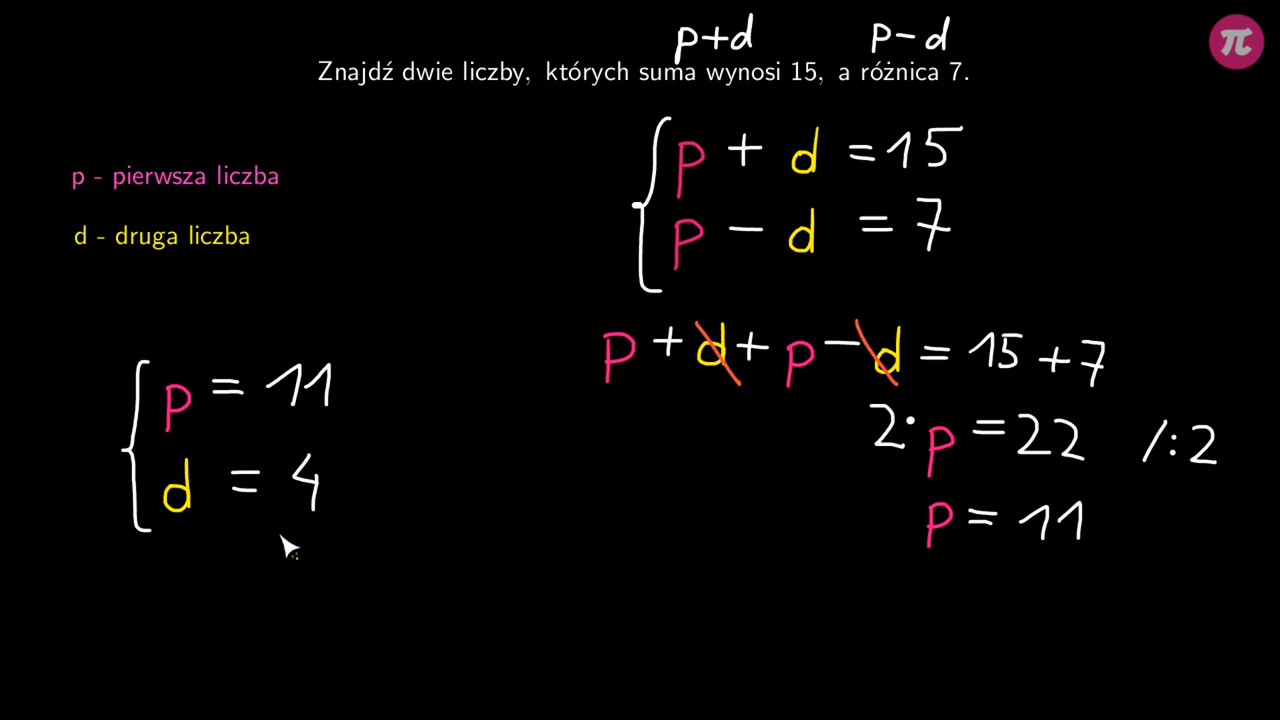 p+d p-d
Znajdź dwie liczby, których suma wynosi 15, a różnica 7.
p + d = 15
p - d = 7
p - pierwsza liczba
d - druga liczba
p + d + p - d = 15 + 7
2 · p = 22 /:2
p = 11
p = 11
d = 4
π